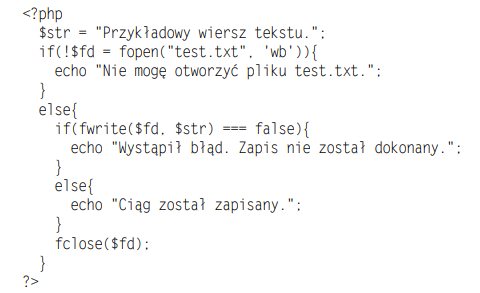 <?php
$str = "Przykładowy wiersz tekstu.";
if(!$fd = fopen("test.txt", 'wb')){
echo "Nie mogę otworzyć pliku test.txt.";
}
else{
if(fwrite($fd, $str) === false){
echo "Wystąpił błąd. Zapis nie został dokonany.";
}
else{
echo "Ciąg został zapisany.";
}
fclose($fd);
}
?>